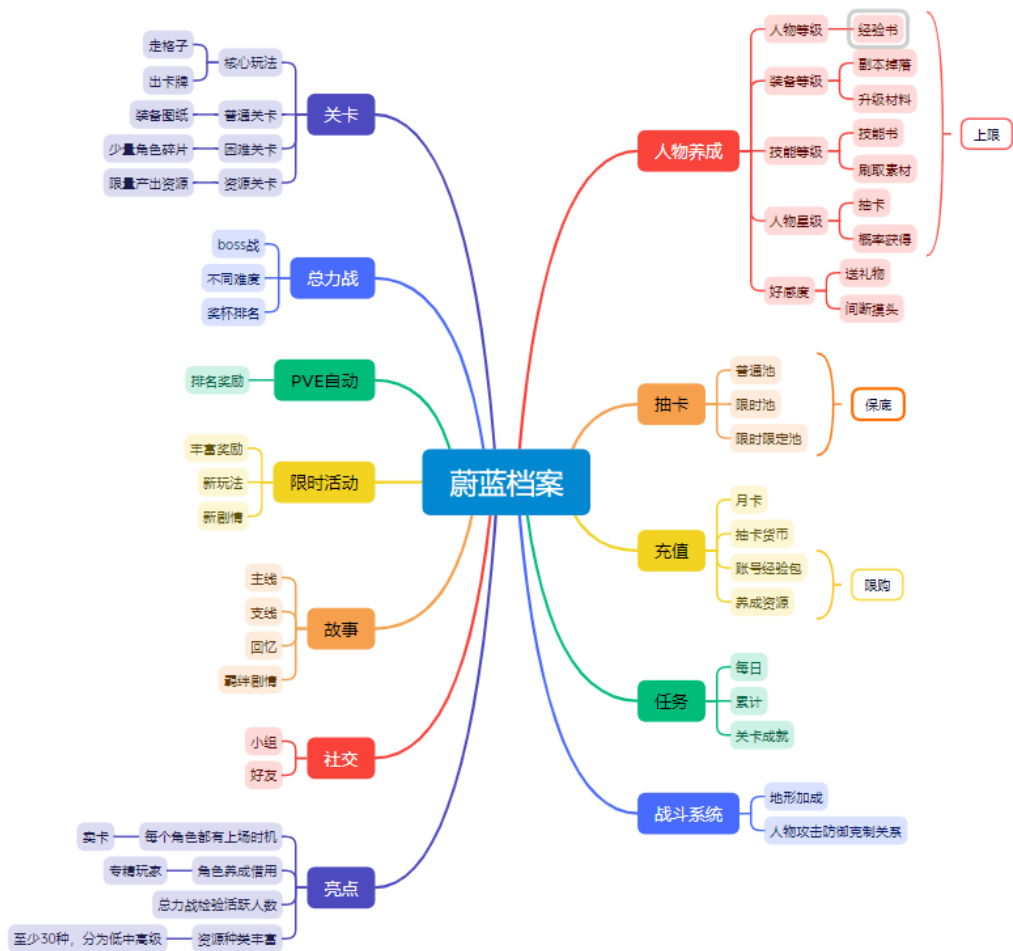 蔚蓝档案
人物养成
人物等级
经验书
装备等级
副本掉落
升级材料
技能等级
技能书
刷取素材
人物星级
抽卡
概率获得
上限
好感度
送礼物
间断摸头
抽卡
普通池
限时池
限时限定池
保底
充值
月卡
抽卡货币
账号经验包
养成资源
限购
任务
每日
累计
关卡成就
战斗系统
地形加成
人物攻击防御克制关系
关卡
核心玩法
走格子
出卡牌
普通关卡
装备图纸
困难关卡
少量角色碎片
资源关卡
限量产出资源
总力战
boss战
不同难度
奖杯排名
PVE自动
排名奖励
限时活动
丰富奖励
新玩法
新剧情
故事
主线
支线
回忆
羁绊剧情
社交
小组
好友
亮点
每个角色都有上场时机
卖卡
角色养成借用
专精玩家
总力战检验活跃人数
资源种类丰富
至少30种，分为低中高级